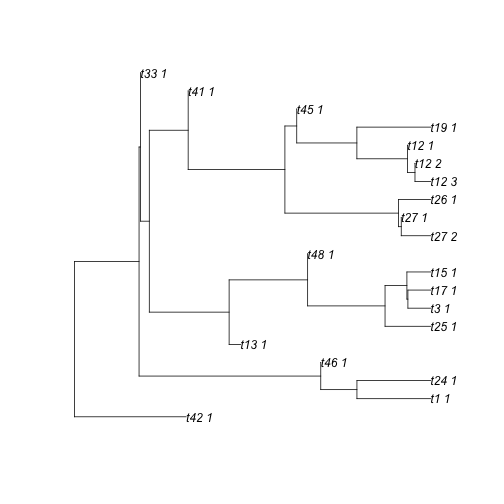 t33 1
t41 1
t45 1
t19 1
t12 1
t12 2
t12 3
t26 1
t27 1
t27 2
t48 1
t15 1
t17 1
t3 1
t25 1
t13 1
t46 1
t24 1
t1 1
t42 1